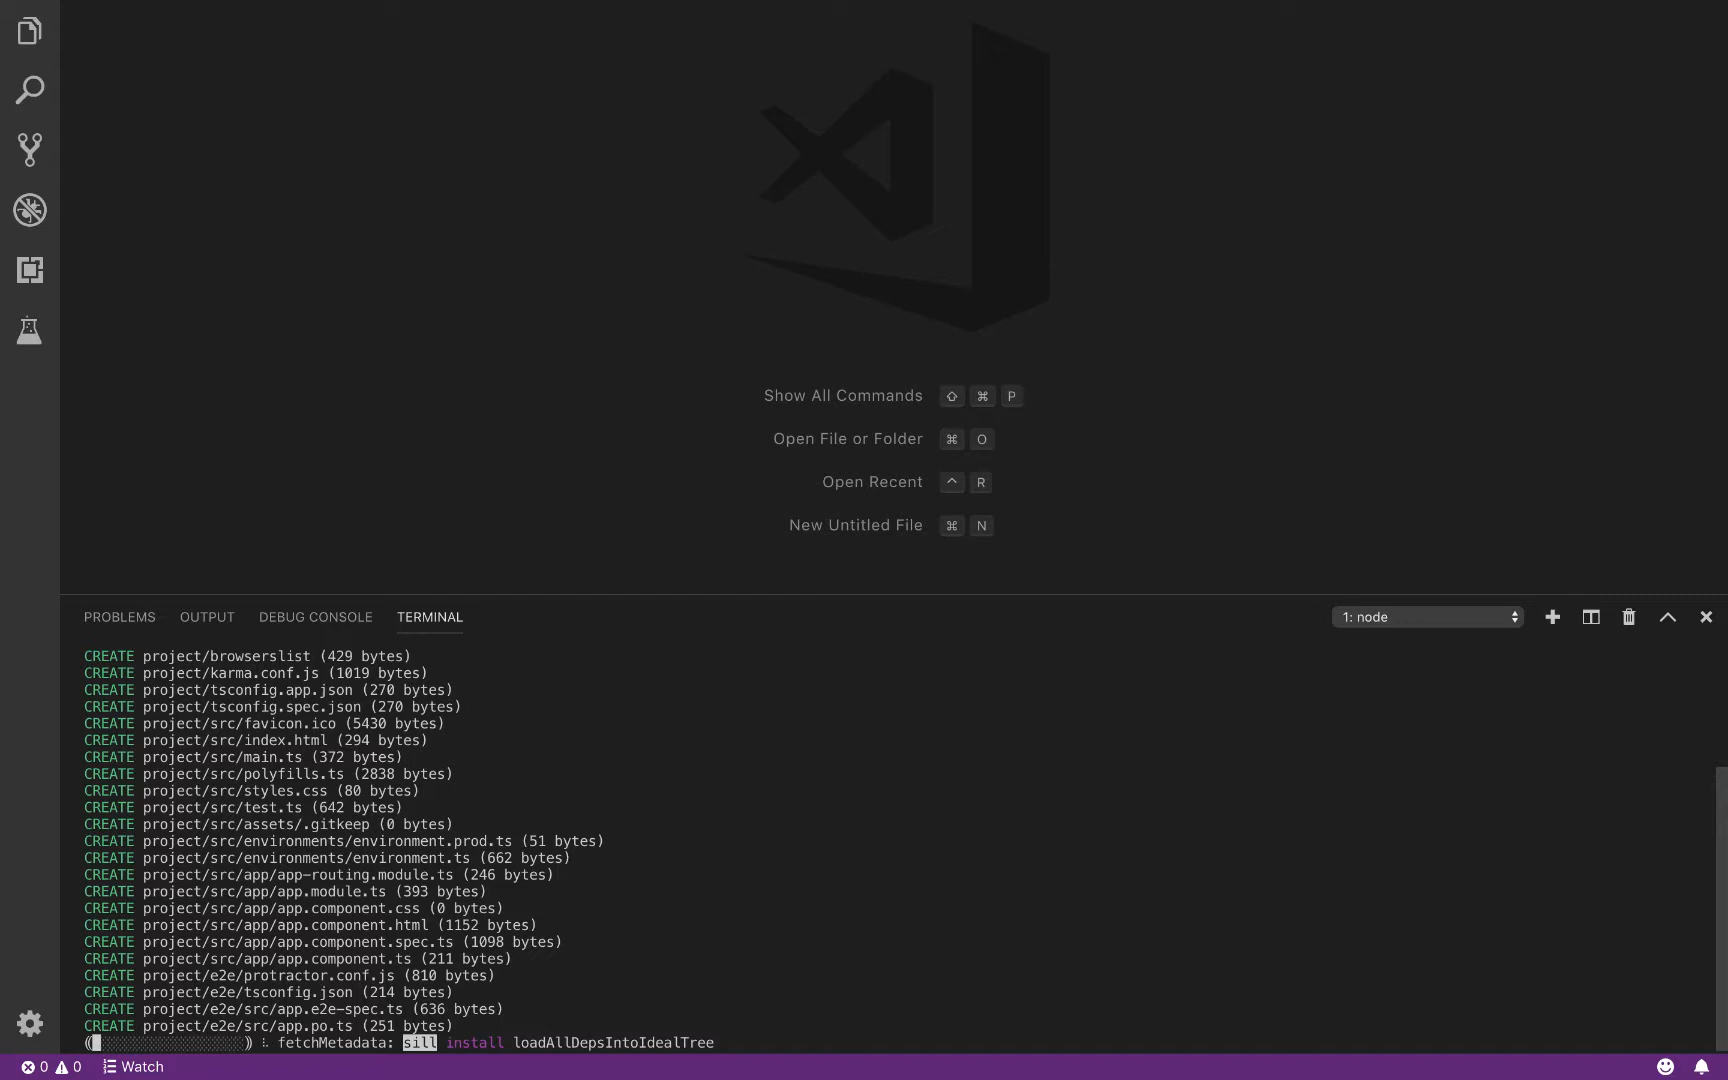 Show All Commands ⇧ ⌘ P
Open File or Folder ⌘ O
Open Recent ^ R
New Untitled File ⌘ N
PROBLEMS OUTPUT DEBUG CONSOLE TERMINAL 1: node
CREATE project/browserslist (429 bytes)
CREATE project/karma.conf.js (1019 bytes)
CREATE project/tsconfig.app.json (270 bytes)
CREATE project/tsconfig.spec.json (270 bytes)
CREATE project/src/favicon.ico (5430 bytes)
CREATE project/src/index.html (294 bytes)
CREATE project/src/main.ts (372 bytes)
CREATE project/src/polyfills.ts (2838 bytes)
CREATE project/src/styles.css (80 bytes)
CREATE project/src/test.ts (642 bytes)
CREATE project/src/assets/.gitkeep (0 bytes)
CREATE project/src/environments/environment.prod.ts (51 bytes)
CREATE project/src/environments/environment.ts (662 bytes)
CREATE project/src/app/app-routing.module.ts (246 bytes)
CREATE project/src/app/app.module.ts (393 bytes)
CREATE project/src/app/app.component.css (0 bytes)
CREATE project/src/app/app.component.html (1152 bytes)
CREATE project/src/app/app.component.spec.ts (1098 bytes)
CREATE project/src/app/app.component.ts (211 bytes)
CREATE project/e2e/protractor.conf.js (810 bytes)
CREATE project/e2e/tsconfig.json (214 bytes)
CREATE project/e2e/src/app.e2e-spec.ts (636 bytes)
CREATE project/e2e/src/app.po.ts (251 bytes)
fetchMetadata: sill install loadAllDepsIntoIdealTree
0 0 Watch